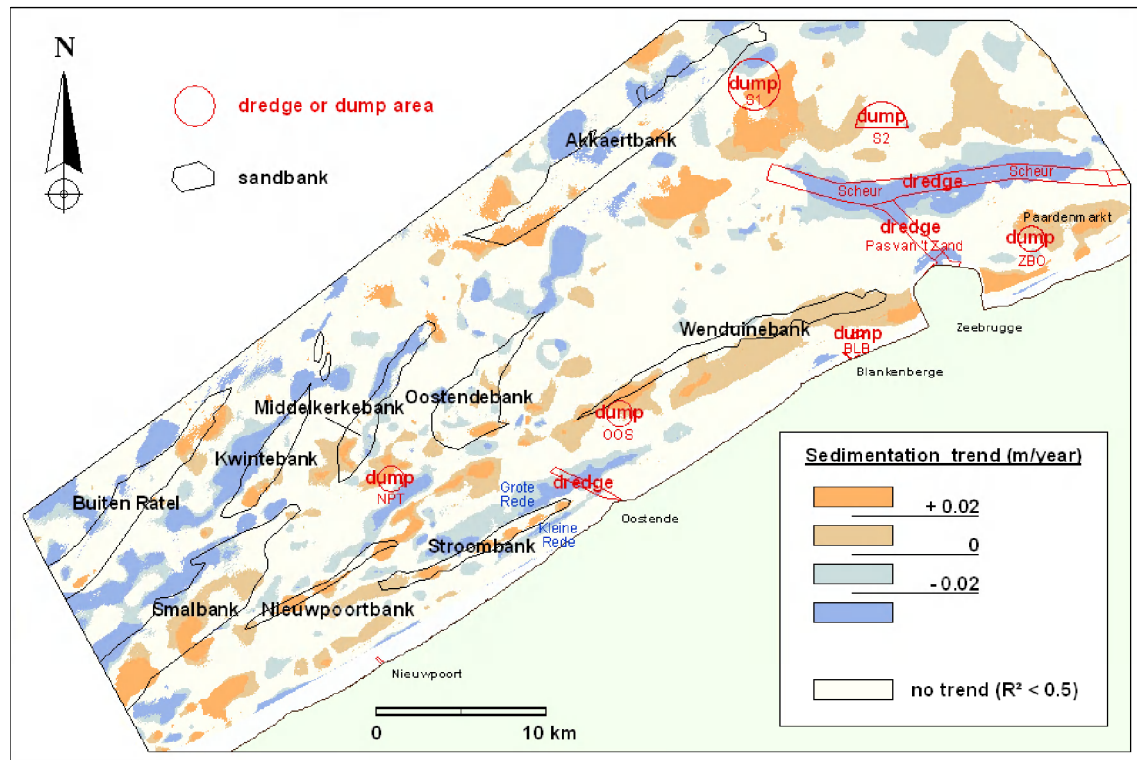 N
dredge or dump area
sandbank
dump
S1
dump
S2
Akkaertbank
Scheur
dredge
Scheur
dredge
Pas van 't Zand
Paardenmarkt
dump
ZBO
Wenduinebank
dump
BLB
Zeebrugge
Blankenberge
Oostendebank
Middelkerkebank
dump
OOS
Kwintebank
dump
NPT
Buiten Ratel
Grote
Rede
dredge
Oostende
Kleine
Rede
Stroombank
Smalbank
Nieuwpoortbank
Nieuwpoort
0
10 km
Sedimentation trend (m/year)
+ 0.02
0
- 0.02
no trend (R² < 0.5)